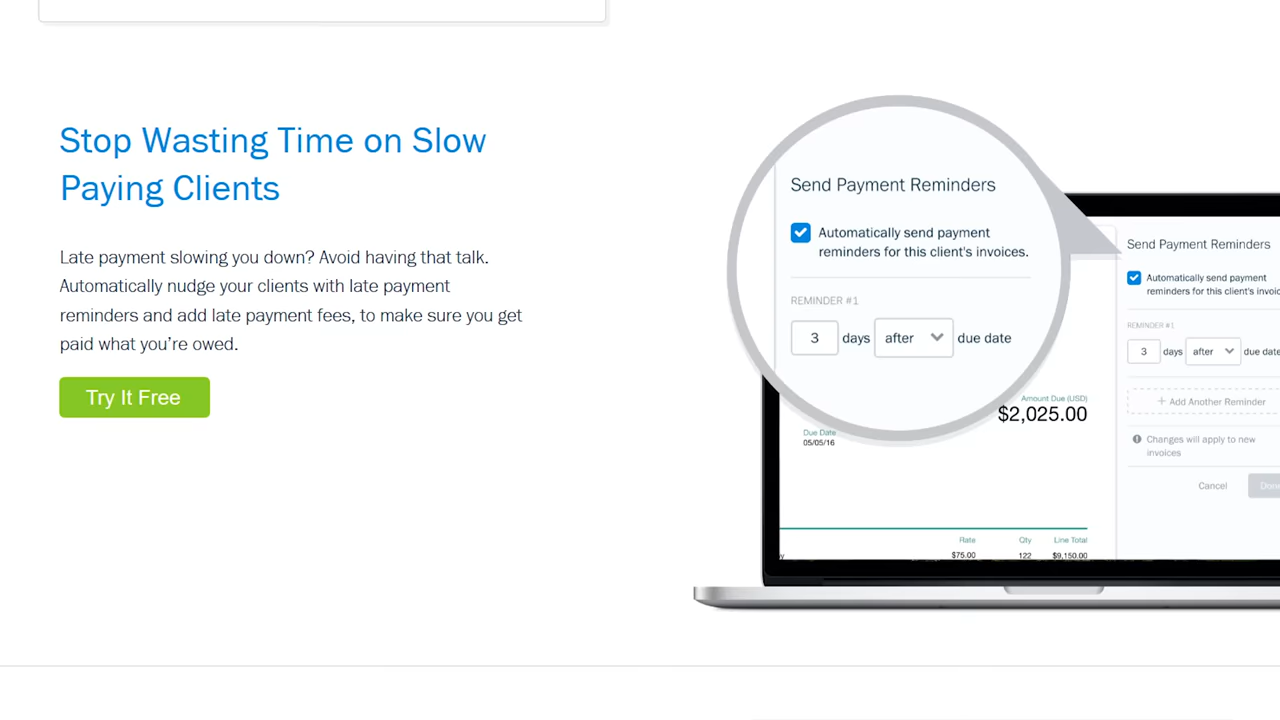 Stop Wasting Time on Slow
Paying Clients
Late payment slowing you down? Avoid having that talk.
Automatically nudge your clients with late payment
reminders and add late payment fees, to make sure you get
paid what you’re owed.
Try It Free
Send Payment Reminders
Automatically send payment
reminders for this client's invoices.
REMINDER #1
3 days after due date
Send Payment Reminders
Automatically send payment
reminders for this client's
REMINDER #1
3 days after due date
+ Add Another Reminder
Changes will apply to new
invoices
Cancel
Amount Due (USD)
$2,025.00
Due Date
05/05/16
Rate Qty Line Total
$75.00 122 $9,150.00